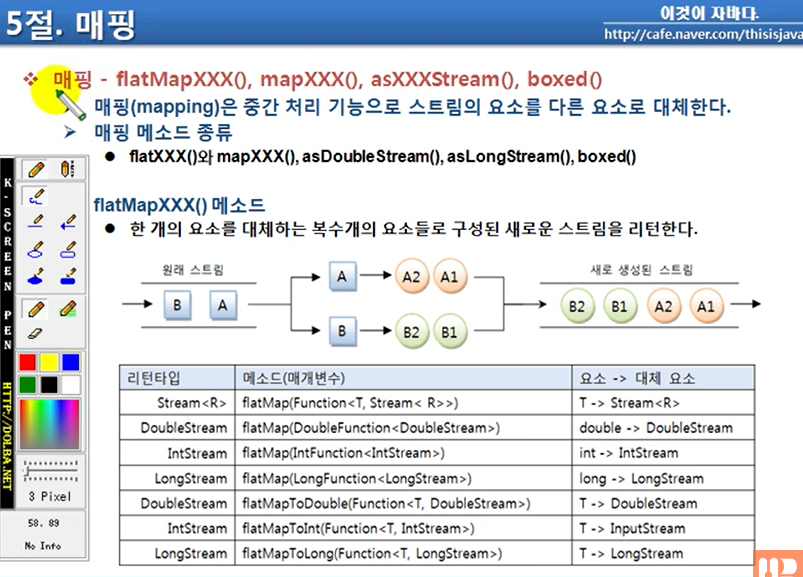 5절. 매핑
이것이 자바다.
http://cafe.naver.com/thisisjava
❖ 매핑 - flatMapXXX(), mapXXX(), asXXXStream(), boxed()
➢ 매핑(mapping)은 중간 처리 기능으로 스트림의 요소를 다른 요소로 대체한다.
➢ 매핑 메소드 종류
● flatXXX()와 mapXXX(), asDoubleStream(), asLongStream(), boxed()
flatMapXXX() 메소드
● 한 개의 요소를 대체하는 복수개의 요소들로 구성된 새로운 스트림을 리턴한다.
원래 스트림
새로 생성된 스트림
A A2 A1
B A
B2 B1 A2 A1
B B2 B1
리턴타입 메소드(매개변수) 요소 -> 대체 요소
Stream<R> flatMap(Function<T, Stream< R>>) T -> Stream<R>
DoubleStream flatMap(DoubleFunction<DoubleStream>) double -> DoubleStream
IntStream flatMap(IntFunction<IntStream>) int -> IntStream
LongStream flatMap(LongFunction<LongStream>) long -> LongStream
DoubleStream flatMapToDouble(Function<T, DoubleStream>) T -> DoubleStream
IntStream flatMapToInt(Function<T, IntStream>) T -> InputStream
LongStream flatMapToLong(Function<T, LongStream>) T -> LongStream
K-SCREEN PEN
HTTP://DOLBA.NET
3 Pixel
58. 89
No Info